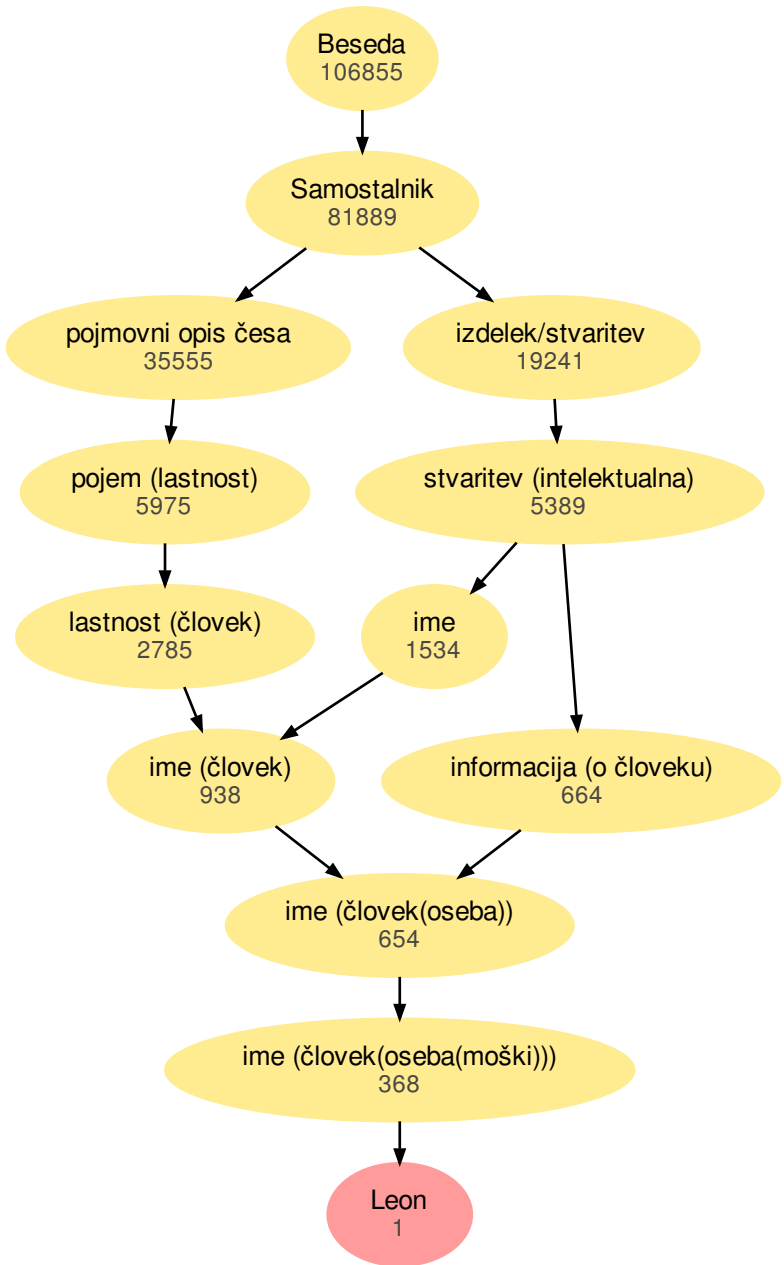 Beseda
106855
Samostalnik
81889
pojmovni opis česa
35555
izdelek/stvaritev
19241
pojem (lastnost)
5975
stvaritev (intelektualna)
5389
lastnost (človek)
2785
ime
1534
ime (človek)
938
informacija (o človeku)
664
ime (človek(oseba))
654
ime (človek(oseba(moški)))
368
Leon
1